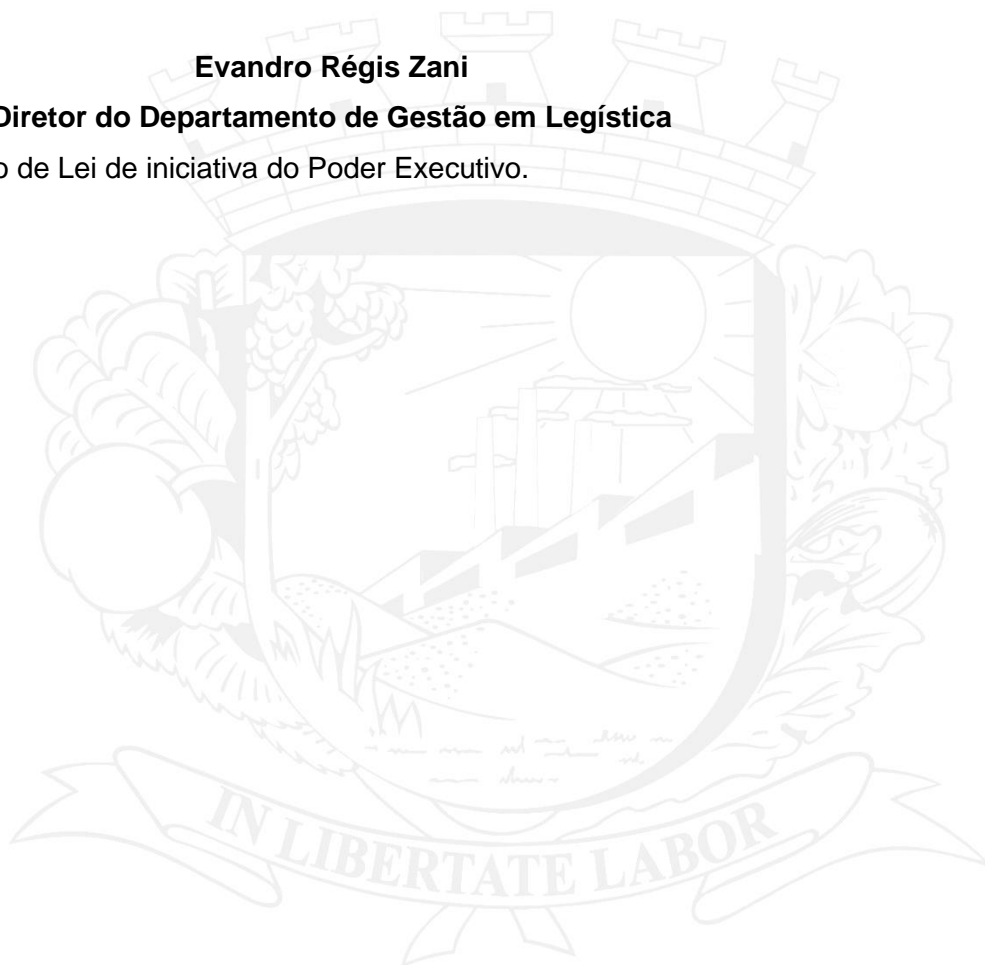 Evandro Régis Zani
Diretor do Departamento de Gestão em Legística
o de Lei de iniciativa do Poder Executivo.
IN LIBERTATE LABOR